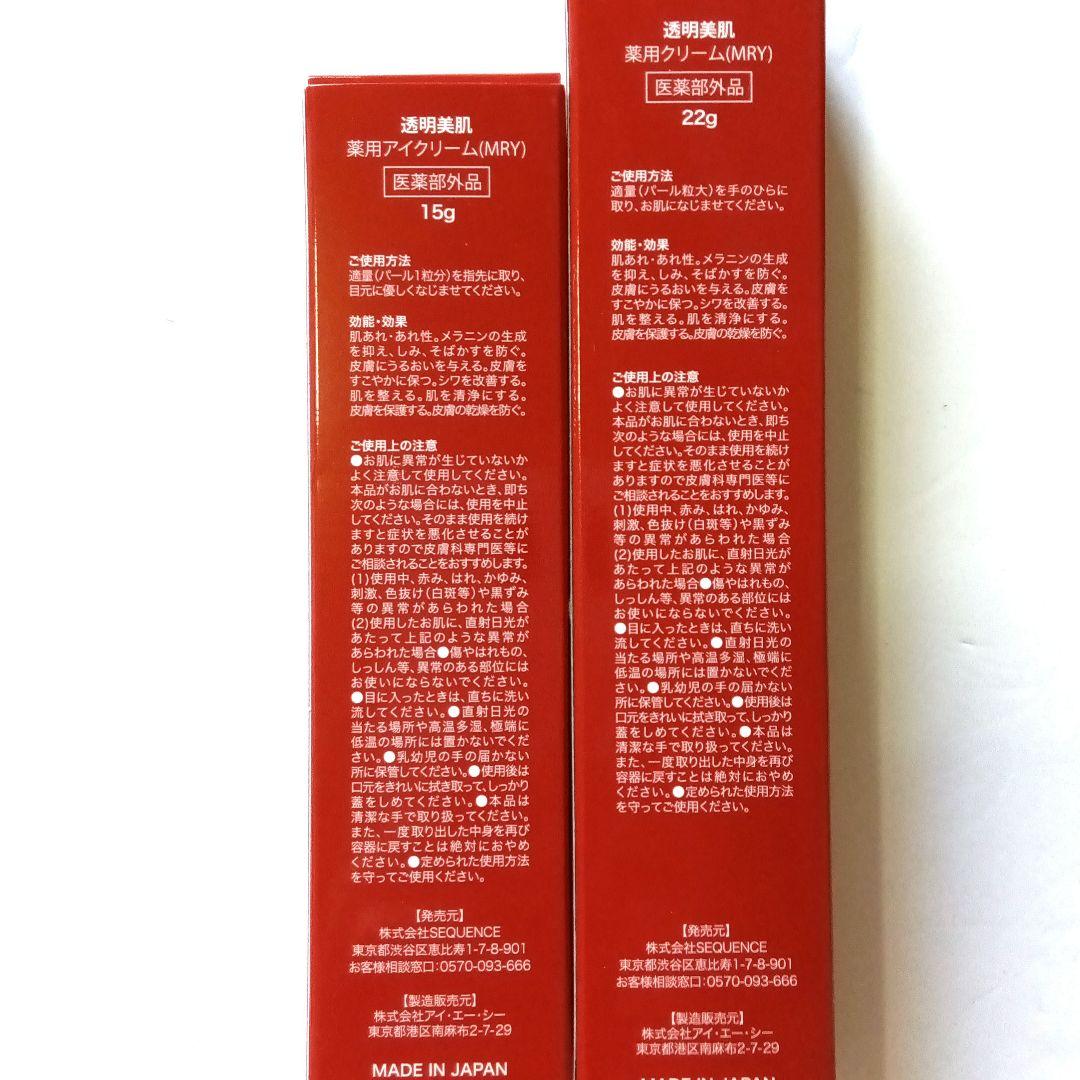 透明美肌
薬用アイクリーム(MRY)
医薬部外品
15g
ご使用方法
適量(パール1粒分)を指先に取り、
目元に優しくなじませてください。
効能・効果
肌あれ・あれ性。メラニンの生成
を抑え、しみ、そばかすを防ぐ。
皮膚にうるおいを与える。皮膚を
すこやかに保つ。シワを改善する。
肌を整える。肌を清浄にする。
皮膚を保護する。皮膚の乾燥を防ぐ。
ご使用上の注意
●お肌に異常が生じていないか
よく注意して使用してください。
本品がお肌に合わないとき、即ち
次のような場合には、使用を中止
してください。そのまま使用を続け
ますと症状を悪化させることが
ありますので皮膚科専門医等に
ご相談されることをおすすめします。
(1)使用中、赤み、はれ、かゆみ、
刺激、色抜け(白斑等)や黒ずみ
等の異常があらわれた場合
(2)使用したお肌に、直射日光が
あたって上記のような異常が
あらわれた場合●傷やはれもの、
しっしん等、異常のある部位には
お使いにならないでください。
●目に入ったときは、直ちに洗い
流してください。●直射日光の
当たる場所や高温多湿、極端に
低温の場所には置かないでくだ
さい。●乳幼児の手の届かない
所に保管してください。●使用後は
口元をきれいに拭き取って、しっかり
蓋をしめてください。●本品は
清潔な手で取り扱ってください。
また、一度取り出した中身を再び
容器に戻すことは絶対におやめ
ください。●定められた使用方法
を守ってご使用ください。
【発売元】
株式会社SEQUENCE
東京都渋谷区恵比寿1-7-8-901
お客様相談窓口:0570-093-666
【製造販売元】
株式会社アイ・エー・シー
東京都港区南麻布2-7-29
MADE IN JAPAN
透明美肌
薬用クリーム(MRY)
医薬部外品
22g
ご使用方法
適量(パール粒大)を手のひらに
取り、お肌になじませてください。
効能・効果
肌あれ・あれ性。メラニンの生成
を抑え、しみ、そばかすを防ぐ。
皮膚にうるおいを与える。皮膚を
すこやかに保つ。シワを改善する。
肌を整える。肌を清浄にする。
皮膚を保護する。皮膚の乾燥を防ぐ。
ご使用上の注意
●お肌に異常が生じていないか
よく注意して使用してください。
本品がお肌に合わないとき、即ち
次のような場合には、使用を中止
してください。そのまま使用を続け
ますと症状を悪化させることが
ありますので皮膚科専門医等に
ご相談されることをおすすめします。
(1)使用中、赤み、はれ、かゆみ、
刺激、色抜け(白斑等)や黒ずみ
等の異常があらわれた場合
(2)使用したお肌に、直射日光が
あたって上記のような異常が
あらわれた場合●傷やはれもの、
しっしん等、異常のある部位には
お使いにならないでください。
●目に入ったときは、直ちに洗い
流してください。●直射日光の
当たる場所や高温多湿、極端に
低温の場所には置かないでくだ
さい。●乳幼児の手の届かない
所に保管してください。●使用後は
口元をきれいに拭き取って、しっかり
蓋をしめてください。●本品は
清潔な手で取り扱ってください。
また、一度取り出した中身を再び
容器に戻すことは絶対におやめ
ください。●定められた使用方法
を守ってご使用ください。
【発売元】
株式会社SEQUENCE
東京都渋谷区恵比寿1-7-8-901
お客様相談窓口:0570-093-666
【製造販売元】
株式会社アイ・エー・シー
東京都港区南麻布2-7-29
MADE IN JAPAN